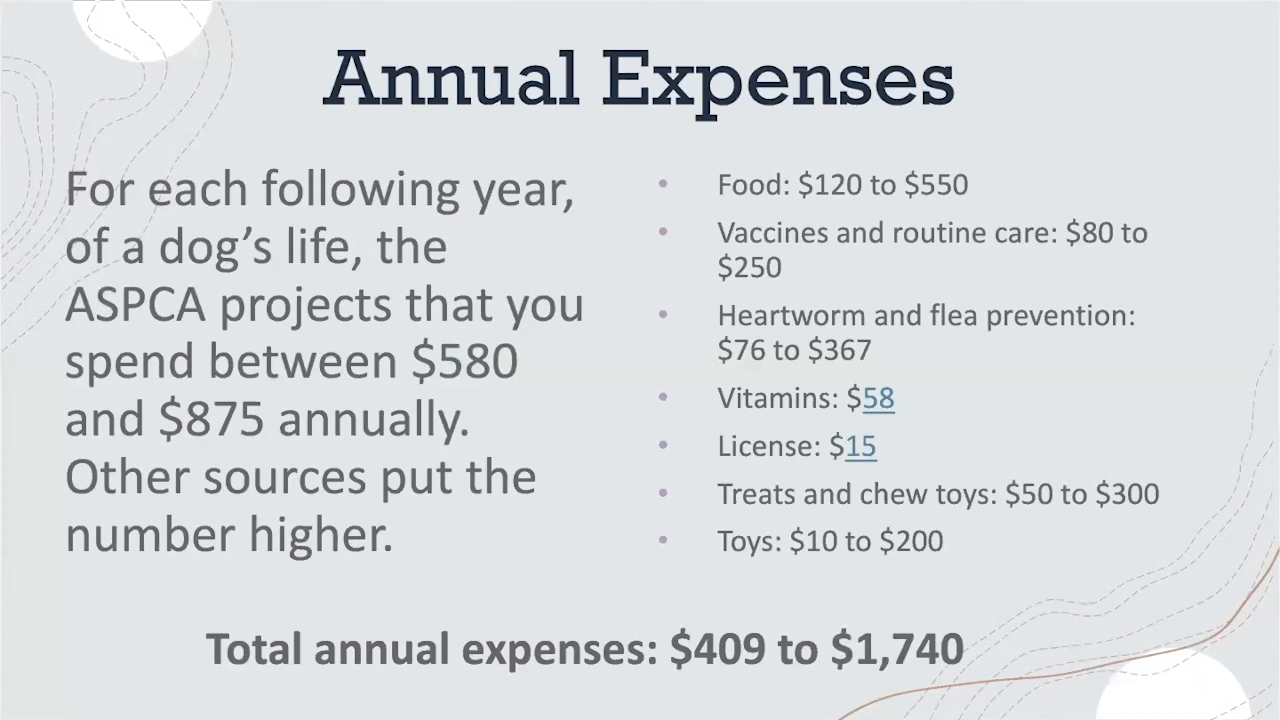 Annual Expenses
For each following year,
of a dog’s life, the
ASPCA projects that you
spend between $580
and $875 annually.
Other sources put the
number higher.
• Food: $120 to $550
• Vaccines and routine care: $80 to
$250
• Heartworm and flea prevention:
$76 to $367
• Vitamins: $58
• License: $15
• Treats and chew toys: $50 to $300
• Toys: $10 to $200
Total annual expenses: $409 to $1,740